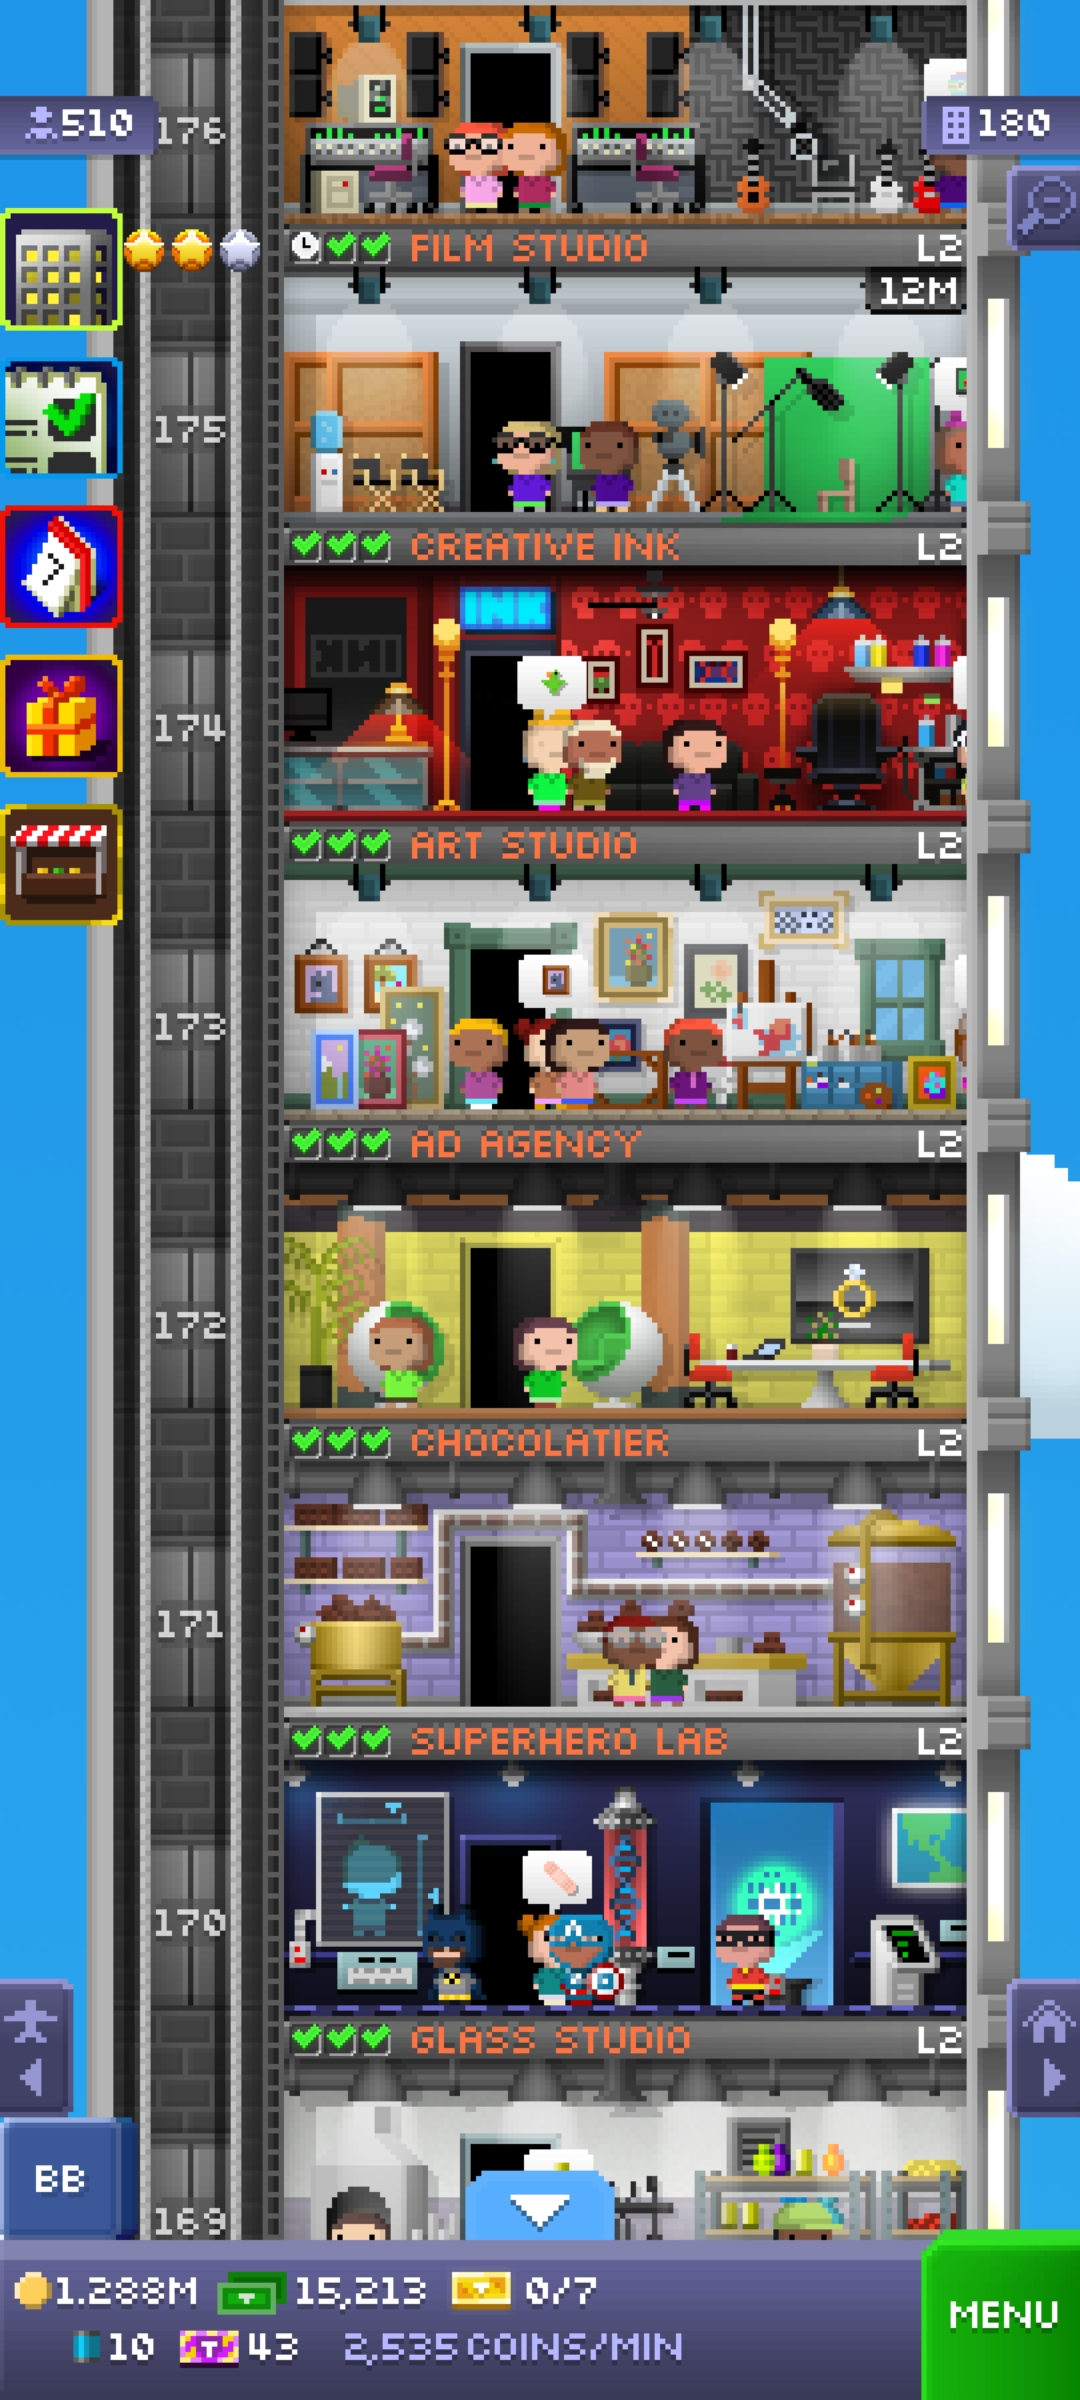 510
176
180
FILM STUDIO L2
12M
175
CREATIVE INK L2
INK
174
ART STUDIO L2
173
AD AGENCY L2
172
CHOCOLATIER L2
171
SUPERHERO LAB L2
170
GLASS STUDIO L2
BB
169
1.288M 15,213 0/7
MENU
10 43 2,535 COINS/MIN